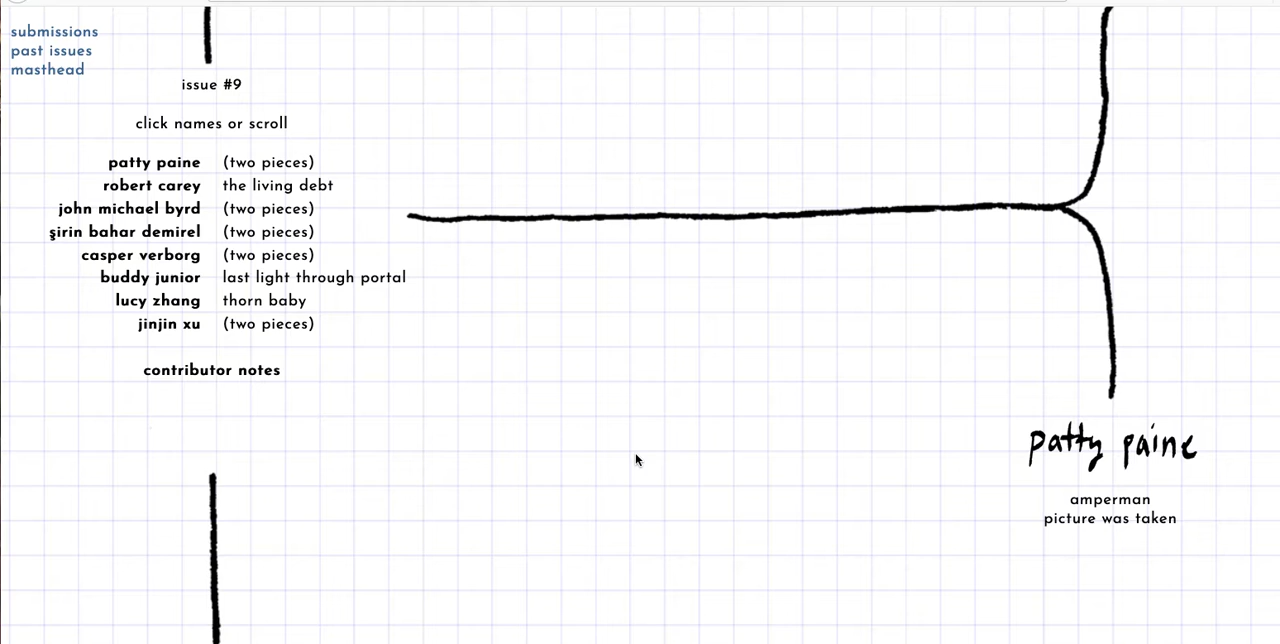 submissions
past issues
masthead
issue #9
click names or scroll
patty paine (two pieces)
robert carey the living debt
john michael byrd (two pieces)
şirin bahar demirel (two pieces)
casper verborg (two pieces)
buddy junior last light through portal
lucy zhang thorn baby
jinjin xu (two pieces)
contributor notes
patty paine
amperman
picture was taken